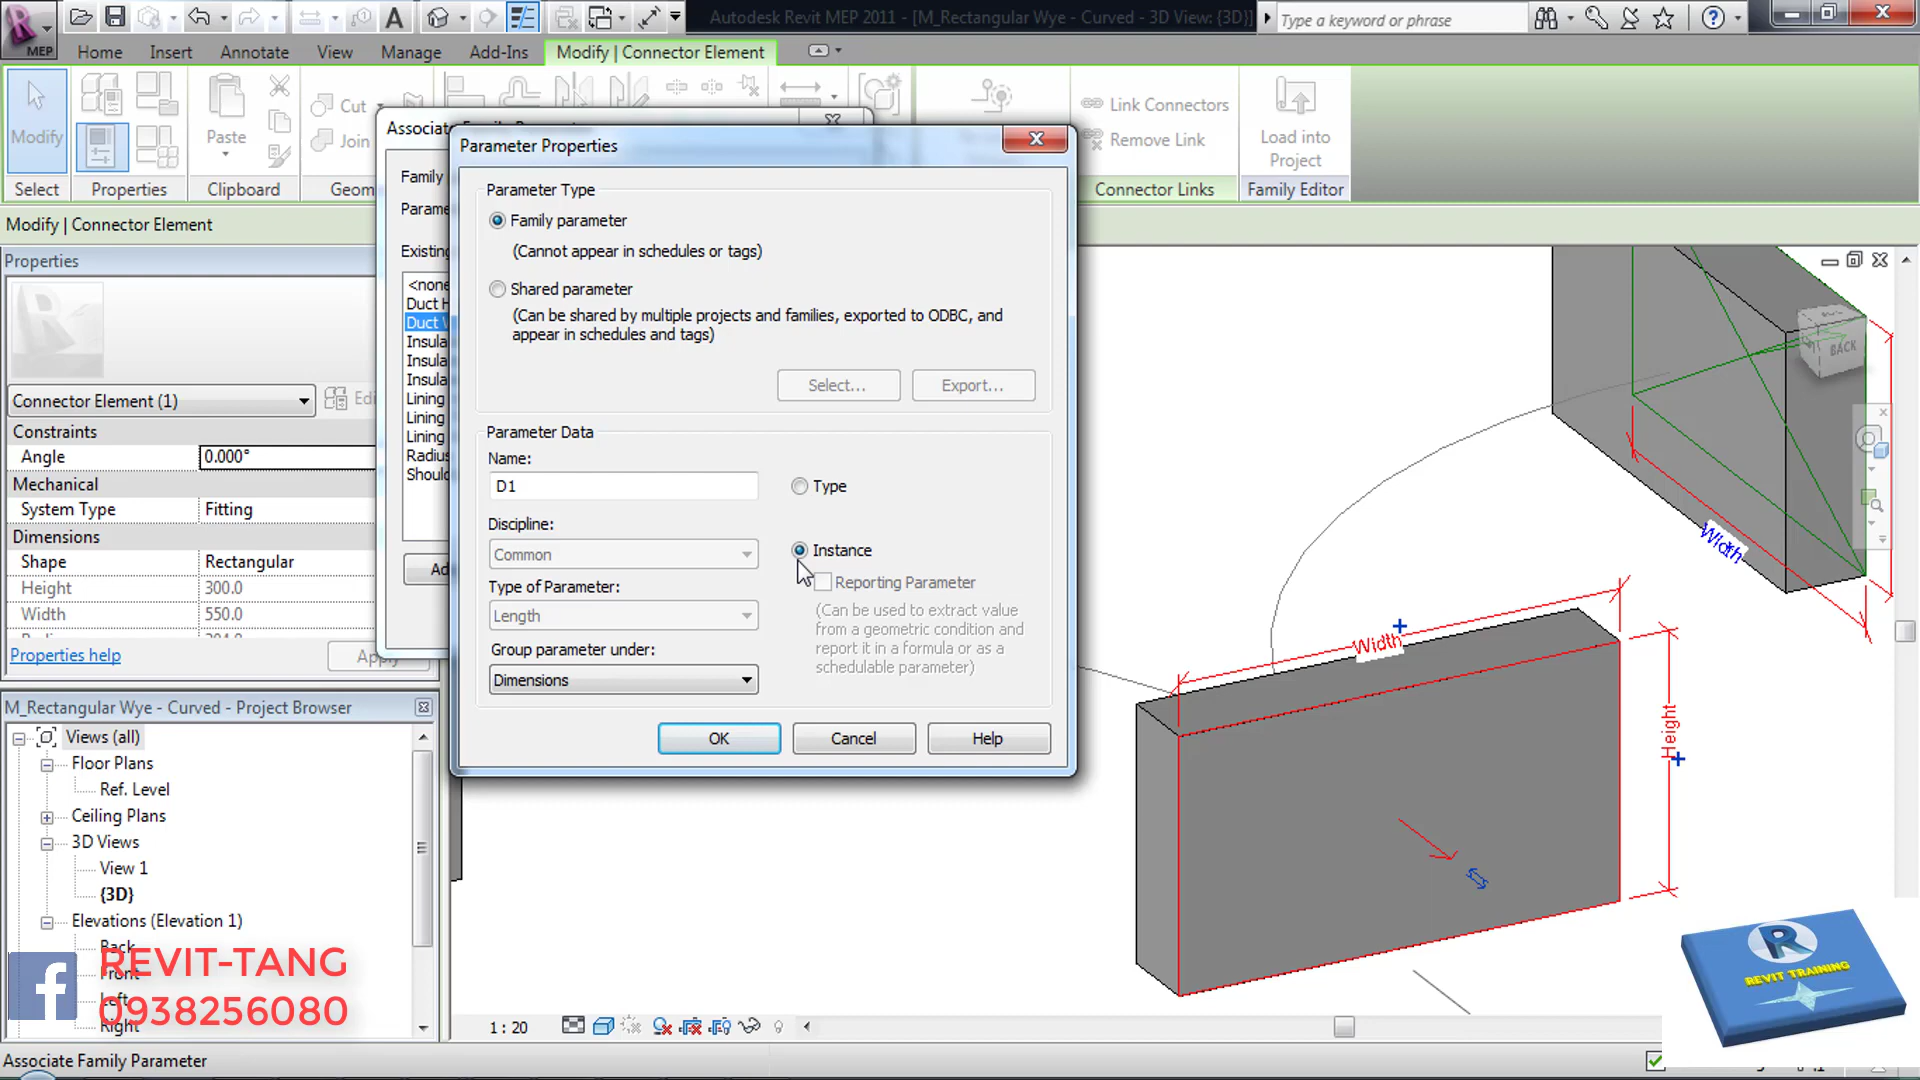 MEP
Autodesk Revit MEP 2011 - [M_Rectangular Wye - Curved - 3D View: {3D}]
Type a keyword or phrase
Home Insert Annotate View Manage Add-Ins Modify | Connector Element
Modify
Paste
Cut
Join
Link Connectors
Remove Link
Load into
Project
Select Properties Clipboard Geom Connector Links Family Editor
Modify | Connector Element
Properties
Connector Element (1)
Edi
Constraints
Angle 0.000°
Mechanical
System Type Fitting
Dimensions
Shape Rectangular
Height 300.0
Width 550.0
Properties help
Apply
M_Rectangular Wye - Curved - Project Browser
Views (all)
Floor Plans
Ref. Level
Ceiling Plans
3D Views
View 1
{3D}
Elevations (Elevation 1)
Back
Front
Left
Right
REVIT-TANG
0938256080
Associate Family Parameter
Associate Family Parameter
Family
Parame
Existing
<none
Duct H
Duct W
Insula
Insula
Insula
Lining
Lining
Lining
Radius
Shoul
Ad
Parameter Properties
Parameter Type
Family parameter
(Cannot appear in schedules or tags)
Shared parameter
(Can be shared by multiple projects and families, exported to ODBC, and
appear in schedules and tags)
Select...
Export...
Parameter Data
Name:
D1
Type
Discipline:
Common
Instance
Reporting Parameter
Type of Parameter:
Length
(Can be used to extract value
from a geometric condition and
report it in a formula or as a
schedulable parameter)
Group parameter under:
Dimensions
OK
Cancel
Help
BACK
Width
Width
Height
1 : 20
R
REVIT TRAINING